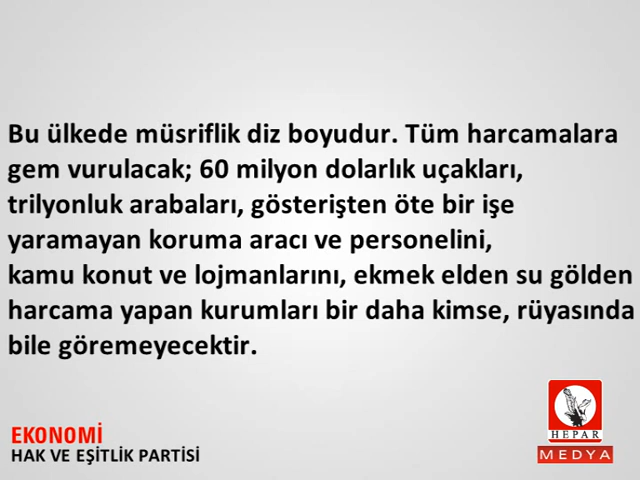 Bu ülkede müsriflik diz boyudur. Tüm harcamalara
gem vurulacak; 60 milyon dolarlık uçakları,
trilyonluk arabaları, gösterişten öte bir işe
yaramayan koruma aracı ve personelini,
kamu konut ve lojmanlarını, ekmek elden su gölden
harcama yapan kurumları bir daha kimse, rüyasında
bile göremeyecektir.
EKONOMİ
HAK VE EŞİTLİK PARTİSİ
HEPAR
MEDYA